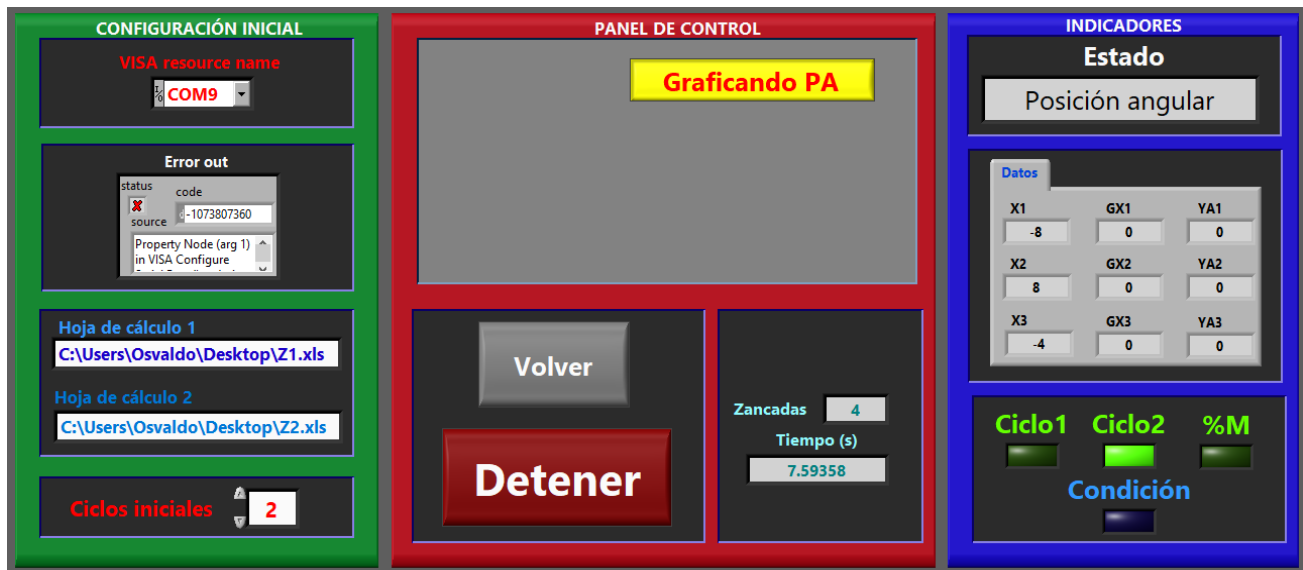 CONFIGURACIÓN INICIAL
VISA resource name
I/O COM9
Error out
status
code
d -1073807360
source
Property Node (arg 1)
in VISA Configure
Hoja de cálculo 1
C:\Users\Osvaldo\Desktop\Z1.xls
Hoja de cálculo 2
C:\Users\Osvaldo\Desktop\Z2.xls
Ciclos iniciales 2
PANEL DE CONTROL
Graficando PA
Volver
Detener
Zancadas 4
Tiempo (s)
7.59358
INDICADORES
Estado
Posición angular
Datos
X1 GX1 YA1
-8 0 0
X2 GX2 YA2
8 0 0
X3 GX3 YA3
-4 0 0
Ciclo1 Ciclo2 %M
Condición